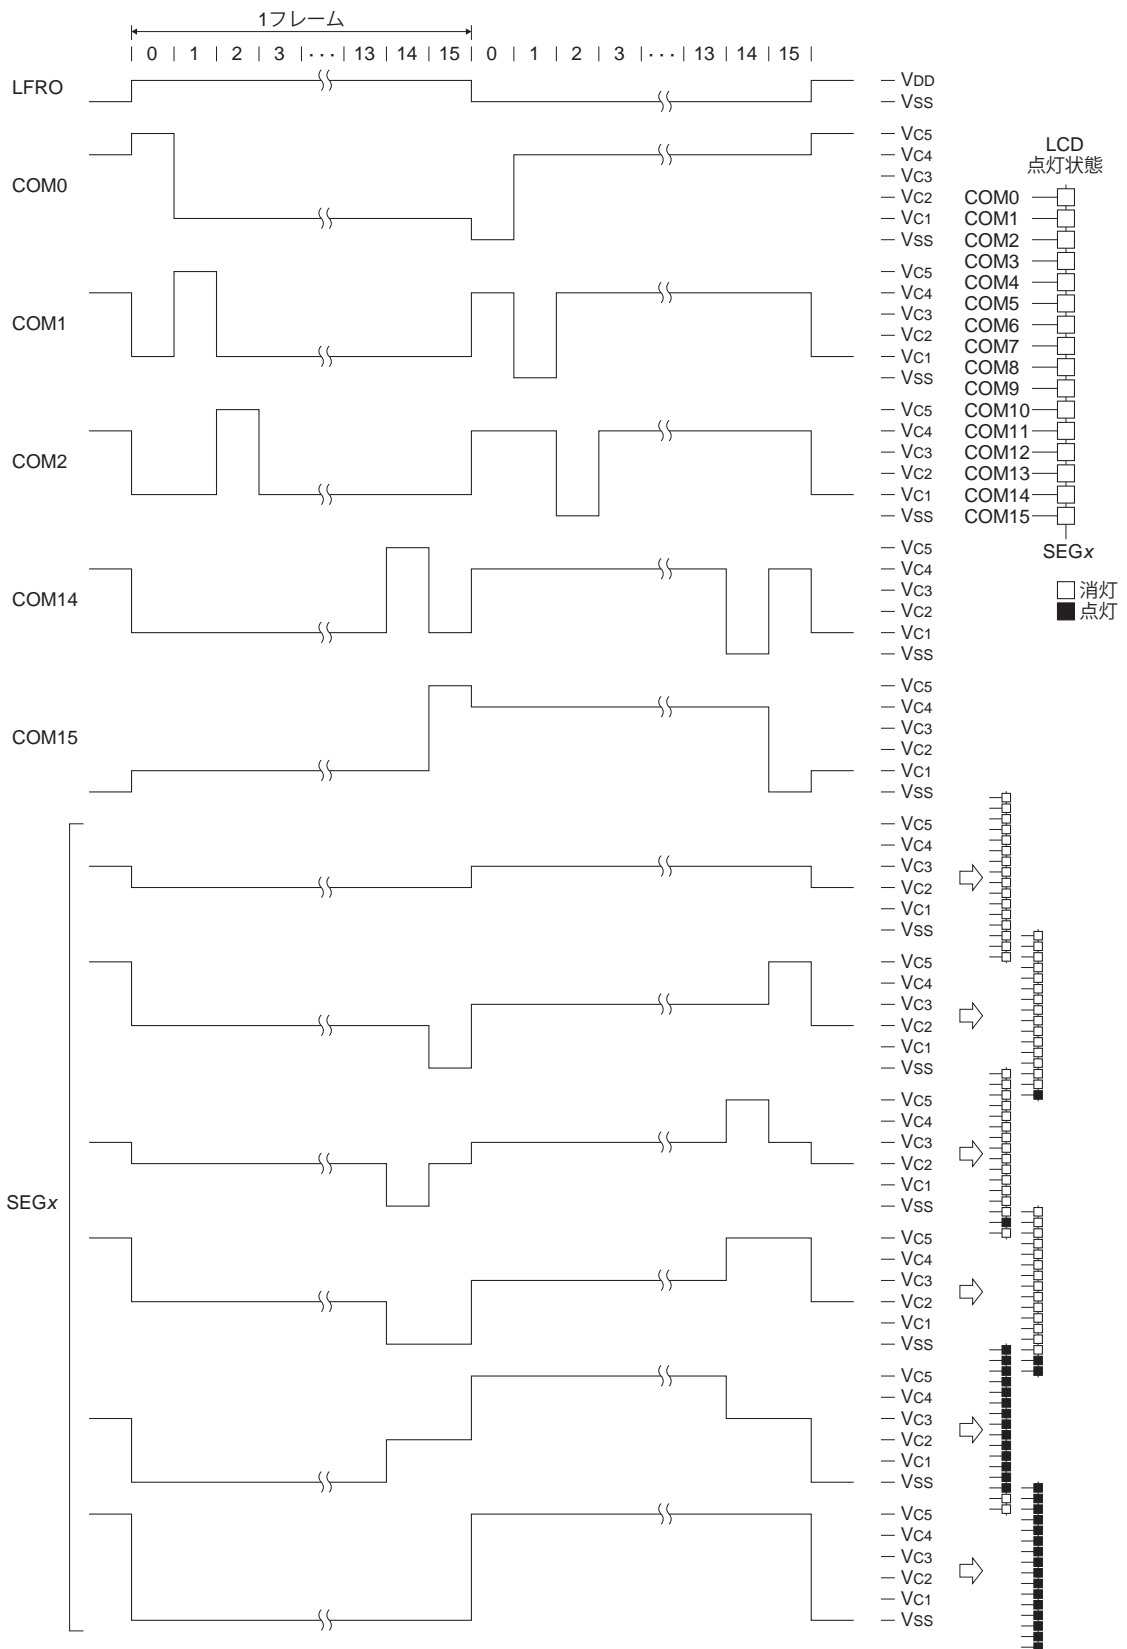 1フレーム
0 | 1 | 2 | 3 | ··· | 13 | 14 | 15 | 0 | 1 | 2 | 3 | ··· | 13 | 14 | 15
LFRO
VDD
VSS
COM0
VC5
VC4
VC3
VC2
VC1
VSS
COM1
VC5
VC4
VC3
VC2
VC1
VSS
COM2
VC5
VC4
VC3
VC2
VC1
VSS
COM14
VC5
VC4
VC3
VC2
VC1
VSS
COM15
VC5
VC4
VC3
VC2
VC1
VSS
SEGx
VC5
VC4
VC3
VC2
VC1
VSS
VC5
VC4
VC3
VC2
VC1
VSS
VC5
VC4
VC3
VC2
VC1
VSS
VC5
VC4
VC3
VC2
VC1
VSS
VC5
VC4
VC3
VC2
VC1
VSS
VC5
VC4
VC3
VC2
VC1
VSS
LCD
点灯状態
COM0
COM1
COM2
COM3
COM4
COM5
COM6
COM7
COM8
COM9
COM10
COM11
COM12
COM13
COM14
COM15
SEGx
消灯
点灯